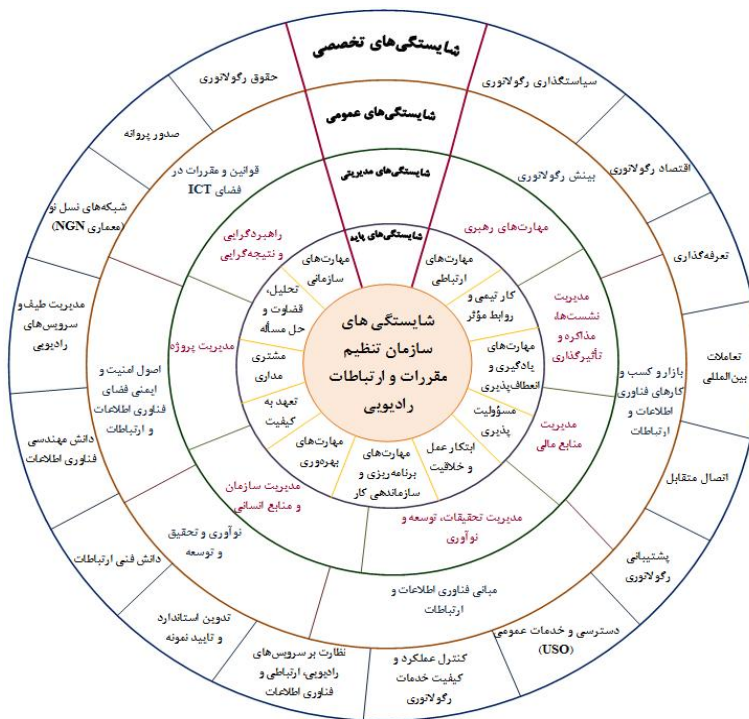 شایستگی‌های تخصصی
شایستگی‌های عمومی
شایستگی‌های مدیریتی
شایستگی‌های پایه
شایستگی های
سازمان تنظیم
مقررات و ارتباطات
رادیویی
مهارت‌های
ارتباطی
کار تیمی و
روابط مؤثر
مهارت‌های
یادگیری و
انعطاف‌پذیری
مسؤولیت
پذیری
ابتکار عمل
و خلاقیت
مهارت‌های
برنامه‌ریزی و
سازماندهی کار
مهارت‌های
بهره‌وری
تعهد به
کیفیت
مشتری
مداری
تحلیل،
قضاوت و
حل مسأله
مهارت‌های
سازمانی
مهارت‌های رهبری
مدیریت
نشست‌ها،
مذاکره و
تأثیرگذاری
مدیریت
منابع مالی
مدیریت تحقیقات، توسعه و
نوآوری
مدیریت سازمان
و منابع انسانی
مدیریت پروژه
راهبردگرایی
و نتیجه‌گرایی
بینش رگولاتوری
بازار و کسب و
کارهای فناوری
اطلاعات و
ارتباطات
مبانی فناوری اطلاعات و
ارتباطات
نوآوری و تحقیق
و توسعه
اصول امنیت و
ایمنی فضای
فناوری اطلاعات
و ارتباطات
قوانین و مقررات در
فضای ICT
سیاستگذاری رگولاتوری
اقتصاد رگولاتوری
تعرفه‌گذاری
تعاملات
بین‌المللی
اتصال متقابل
پشتیبانی
رگولاتوری
دسترسی و خدمات عمومی
(USO)
کنترل عملکرد و
کیفیت خدمات
رگولاتوری
نظارت بر سرویس‌های
رادیویی، ارتباطی و
فناوری اطلاعات
تدوین استاندارد
و تایید نمونه
دانش فنی ارتباطات
دانش مهندسی
فناوری اطلاعات
مدیریت طیف و
سرویس‌های
رادیویی
شبکه‌های نسل نو
(معماری NGN)
صدور پروانه
حقوق رگولاتوری